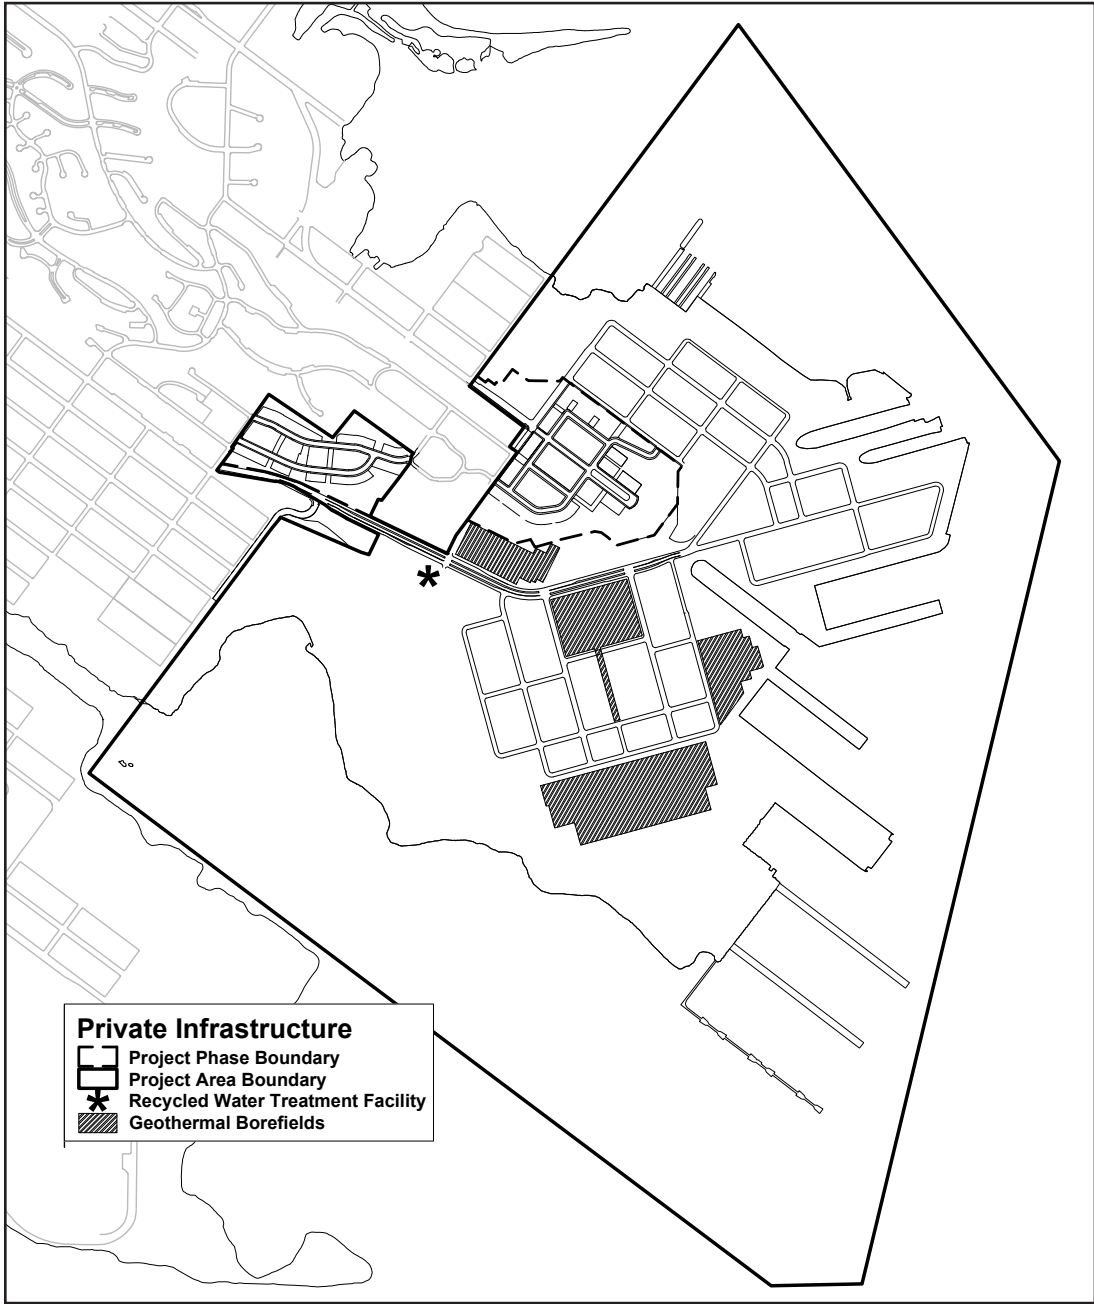 Private Infrastructure
Project Phase Boundary
Project Area Boundary
Recycled Water Treatment Facility
Geothermal Borefields